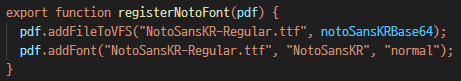 export function registerNotoFont(pdf) {
  pdf.addFileToVFS("NotoSansKR-Regular.ttf", notoSansKRBase64);
  pdf.addFont("NotoSansKR-Regular.ttf", "NotoSansKR", "normal");
}